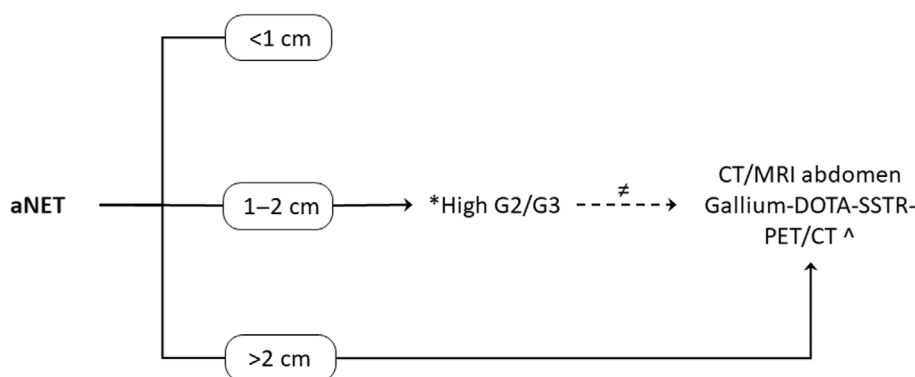 <1 cm
aNET
1–2 cm
*High G2/G3
≠
CT/MRI abdomen
Gallium-DOTA-SSTR-
PET/CT ^
>2 cm